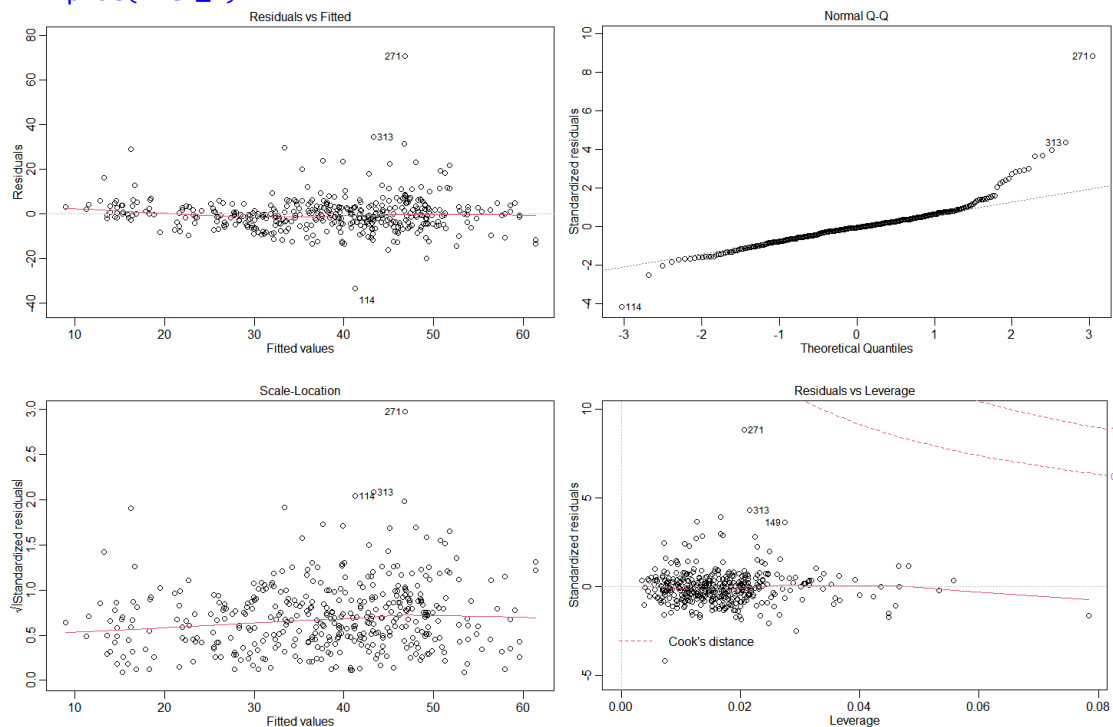 Residuals vs Fitted
Residuals
80
60
40
20
0
-20
-40
271
313
114
10 20 30 40 50 60
Fitted values
Normal Q-Q
Standardized residuals
10
8
6
4
2
0
-2
-4
271
313
114
-3 -2 -1 0 1 2 3
Theoretical Quantiles
Scale-Location
√|Standardized residuals|
3.0
2.5
2.0
1.5
1.0
0.5
0.0
271
114 313
10 20 30 40 50 60
Fitted values
Residuals vs Leverage
Standardized residuals
10
5
0
-5
271
313
149
Cook's distance
0.00 0.02 0.04 0.06 0.08
Leverage